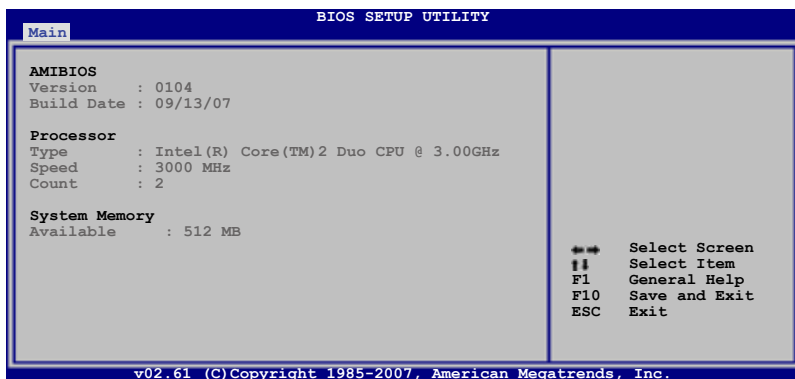 BIOS SETUP UTILITY
Main
AMIBIOS
Version : 0104
Build Date : 09/13/07
Processor
Type : Intel(R) Core(TM)2 Duo CPU @ 3.00GHz
Speed : 3000 MHz
Count : 2
System Memory
Available : 512 MB
←→ Select Screen
↑↓ Select Item
F1 General Help
F10 Save and Exit
ESC Exit
v02.61 (C)Copyright 1985-2007, American Megatrends, Inc.